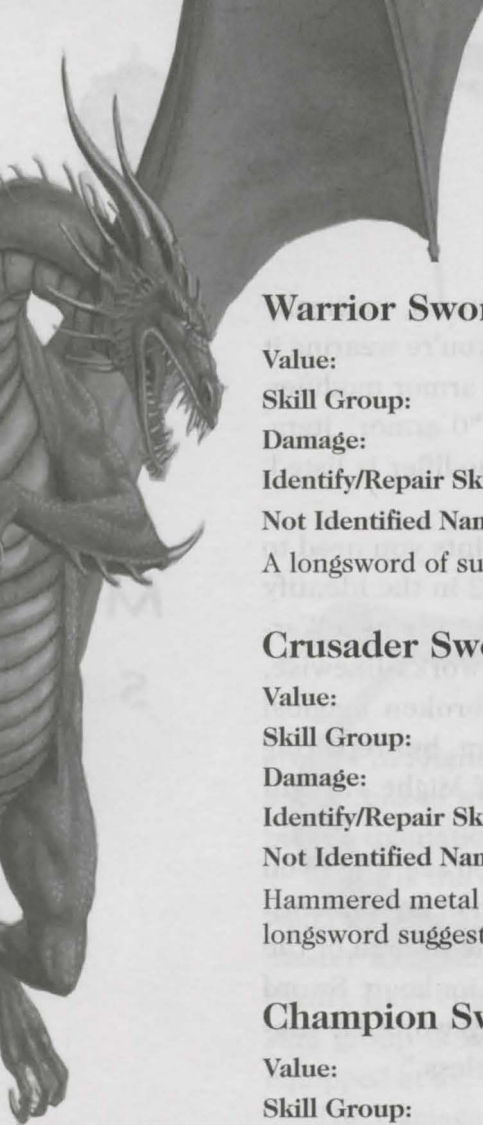 Warrior Swor
Value:
Skill Group:
Damage:
Identify/Repair Sk
Not Identified Nam
A longsword of su
Crusader Swo
Value:
Skill Group:
Damage:
Identify/Repair Sk
Not Identified Nam
Hammered metal
longsword suggest
Champion Sw
Value:
Skill Group: